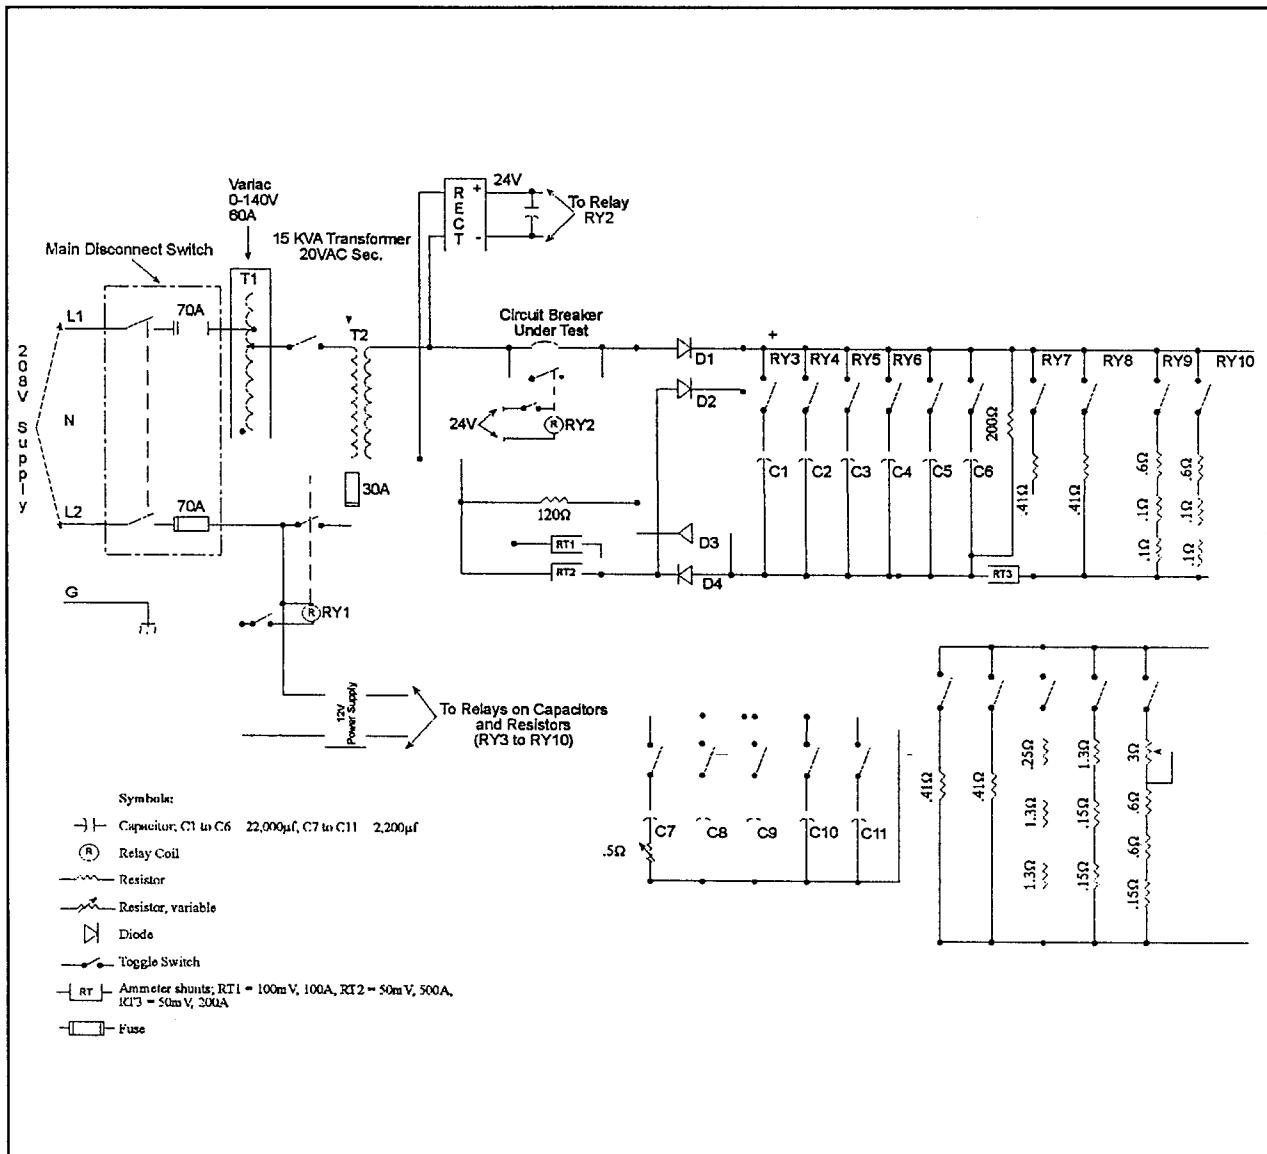 Variac
0-140V
60A
15 KVA Transformer
20VAC Sec.
Main Disconnect Switch
RECT
+
-
24V
To Relay
RY2
T1
70A
L1
208V Supply
N
L2
70A
G
T2
30A
Circuit Breaker
Under Test
24V
R
RY2
120Ω
RT1
RT2
D1
D2
D3
D4
+
RY3
RY4
RY5
RY6
RY7
RY8
RY9
RY10
C1
C2
C3
C4
C5
C6
200Ω
.41Ω
.41Ω
.6Ω
.1Ω
.1Ω
.6Ω
.1Ω
.1Ω
RT3
R
RY1
12V
Power Supply
To Relays on Capacitors
and Resistors
(RY3 to RY10)
C7
C8
C9
C10
C11
.5Ω
.41Ω
.41Ω
.25Ω
1.3Ω
1.3Ω
1.3Ω
.15Ω
.15Ω
3Ω
.6Ω
.6Ω
.15Ω
Symbols:
Capacitor, C1 to C6 22,000µf, C7 to C11 2,200µf
R Relay Coil
Resistor
Resistor, variable
Diode
Toggle Switch
RT Ammeter shunts; RT1 = 100mV, 100A, RT2 = 50mV, 500A,
RT3 = 50mV, 200A
Fuse